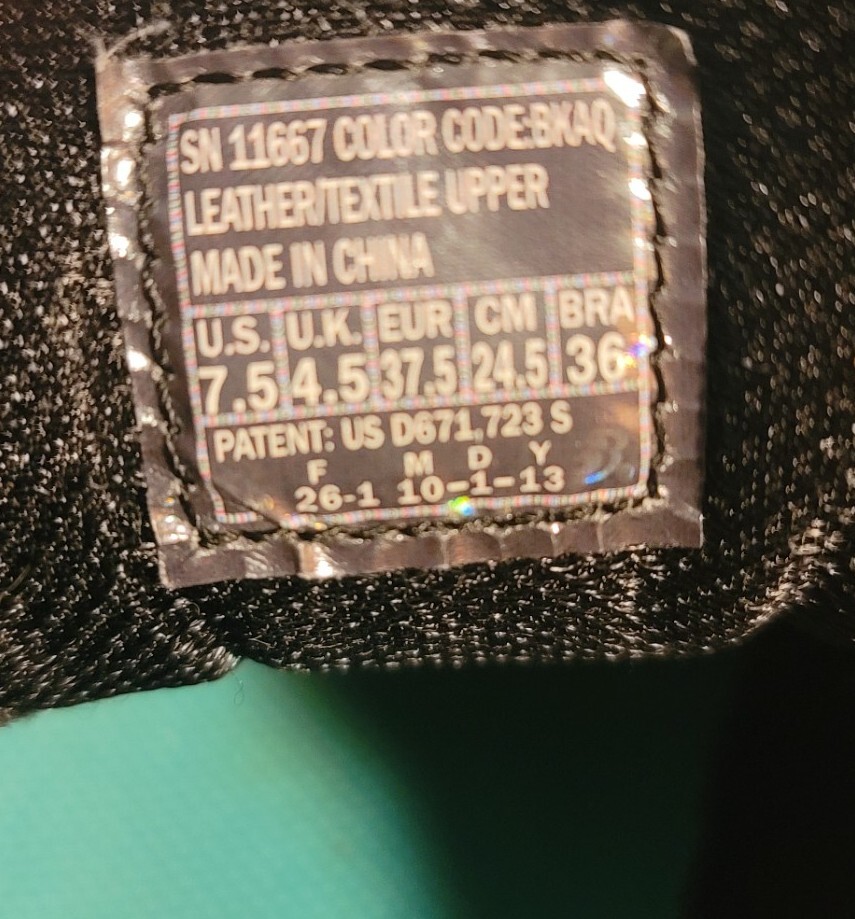 SN 11667 COLOR CODE:BKAQ
LEATHER/TEXTILE UPPER
MADE IN CHINA
U.S. U.K. EUR CM BRA
7.5 4.5 37.5 24.5 36
PATENT: US D671,723 S
F M D Y
26-1 10-1-13